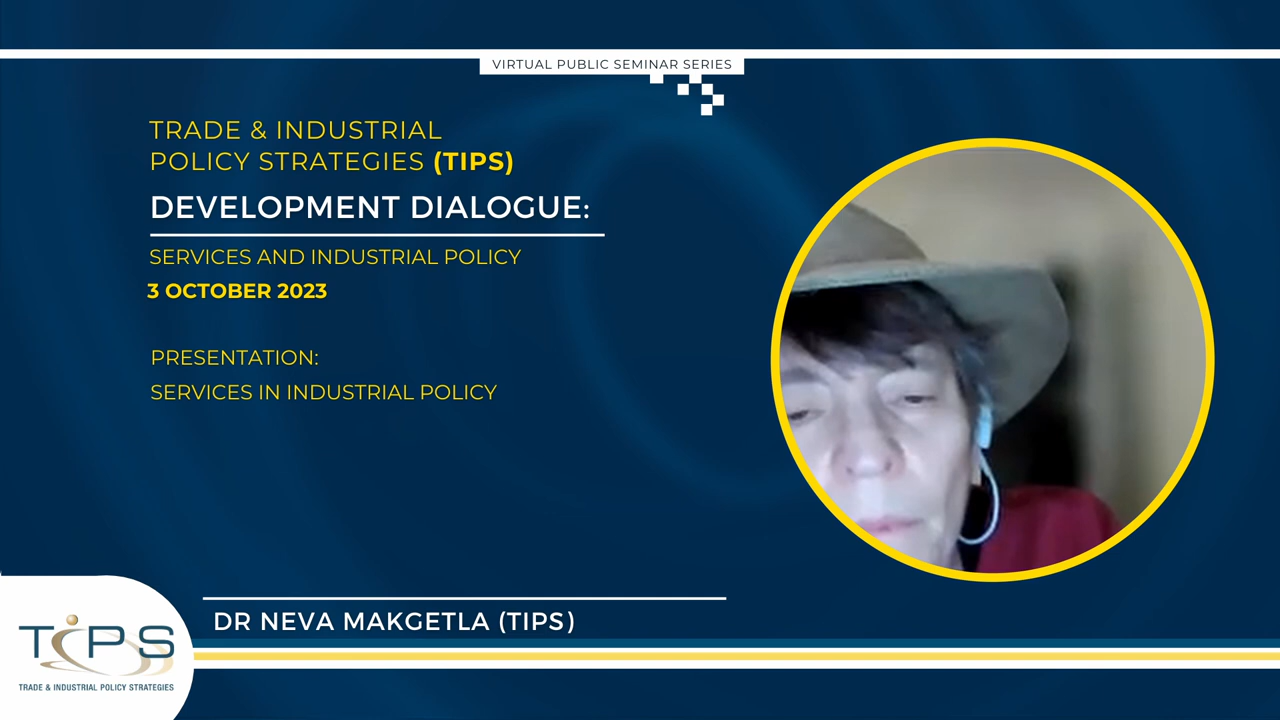 VIRTUAL PUBLIC SEMINAR SERIES
TRADE & INDUSTRIAL
POLICY STRATEGIES (TIPS)
DEVELOPMENT DIALOGUE:
SERVICES AND INDUSTRIAL POLICY
3 OCTOBER 2023
PRESENTATION:
SERVICES IN INDUSTRIAL POLICY
DR NEVA MAKGETLA (TIPS)
TIPS
TRADE & INDUSTRIAL POLICY STRATEGIES